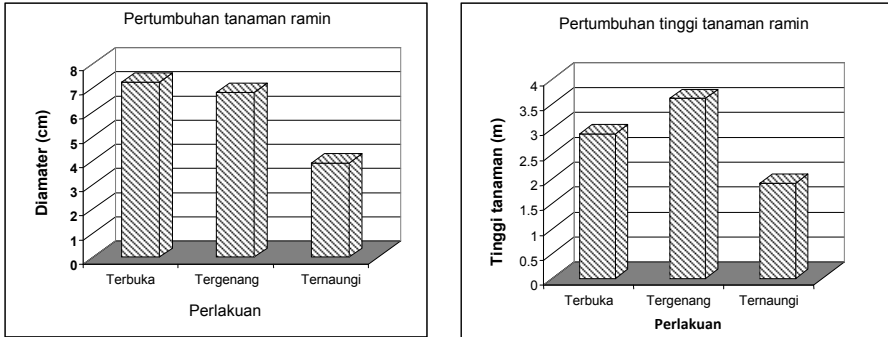 Pertumbuhan tanaman ramin
Diamater (cm)
8
7
6
5
4
3
2
1
0
Terbuka Tergenang Ternaungi
Perlakuan
Pertumbuhan tinggi tanaman ramin
Tinggi tanaman (m)
4
3.5
3
2.5
2
1.5
1
0.5
0
Terbuka Tergenang Ternaungi
Perlakuan